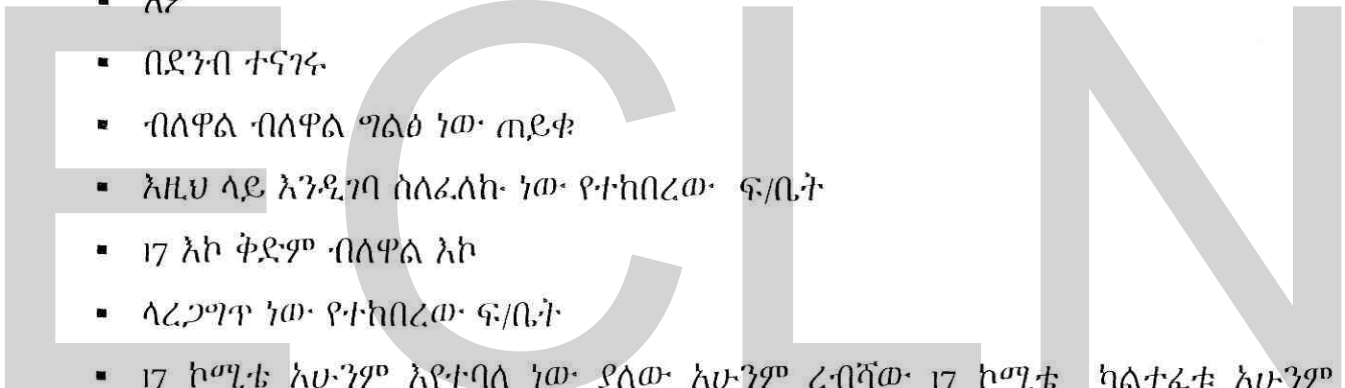 ECLN
በደንብ ተናገሩ
ብለዋል ብለዋል ግልፅ ነው ጠይቁ
እዚህ ላይ እንዲገባ ስለፈለኩ ነው የተከበረው ፍ/ቤት
17 እኮ ቅድም ብለዋል እኮ
ላረጋግጥ ነው የተከበረው ፍ/ቤት
17 ኮሚቴ አሁንም እየተባለ ነው ያለው አሁንም ረብሻው 17 ኮሚቴ ካልተፈቱ አሁንም